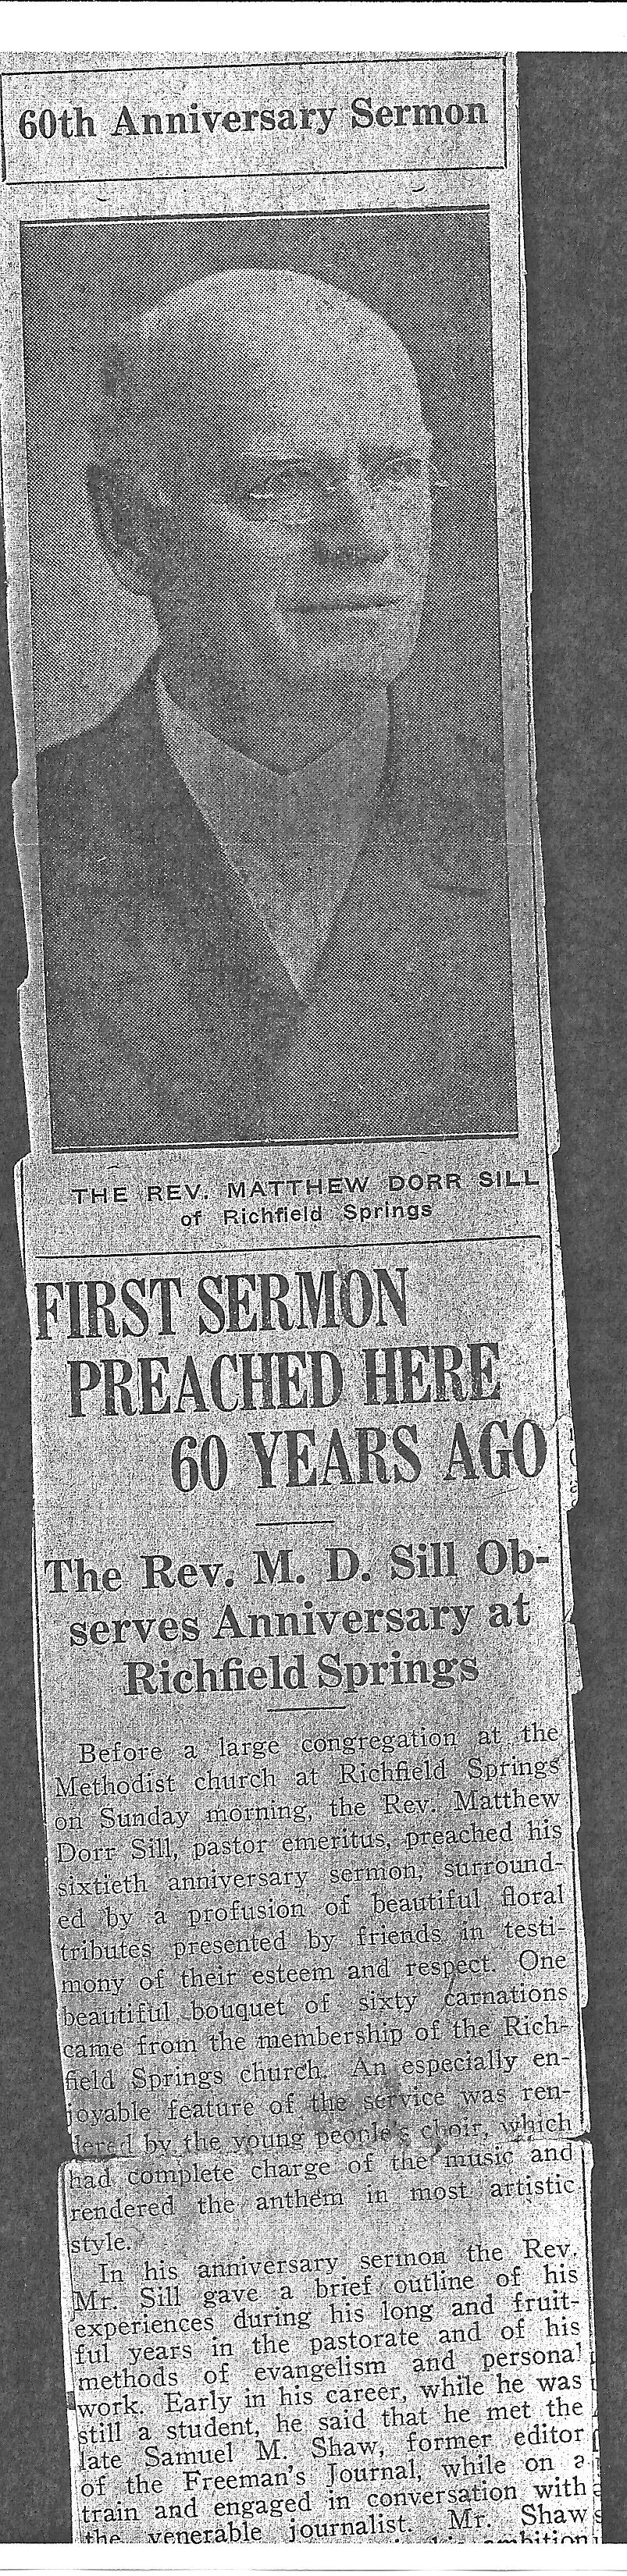 60th Anniversary Sermon
THE REV. MATTHEW DORR SILL
of Richfield Springs
FIRST SERMON
PREACHED HERE
60 YEARS AGO
The Rev. M. D. Sill Ob-
serves Anniversary at
Richfield Springs
Before a large congregation at the
Methodist church at Richfield Springs
on Sunday morning, the Rev. Matthew
Dorr Sill, pastor emeritus, preached his
sixtieth anniversary sermon, surround-
ed by a profusion of beautiful floral
tributes presented by friends in testi-
mony of their esteem and respect. One
beautiful bouquet of sixty carnations
came from the membership of the Rich-
field Springs church. An especially en-
joyable feature of the service was ren-
dered by the young people's choir, which
had complete charge of the music and
rendered the anthem in most artistic
style.
In his anniversary sermon the Rev.
Mr. Sill gave a brief outline of his
experiences during his long and fruit-
ful years in the pastorate and of his
methods of evangelism and personal
work. Early in his career, while he was
still a student, he said that he met the
late Samuel M. Shaw, former editor
of the Freeman's Journal, while on a
train and engaged in conversation with
the venerable journalist. Mr. Shaw
ambition